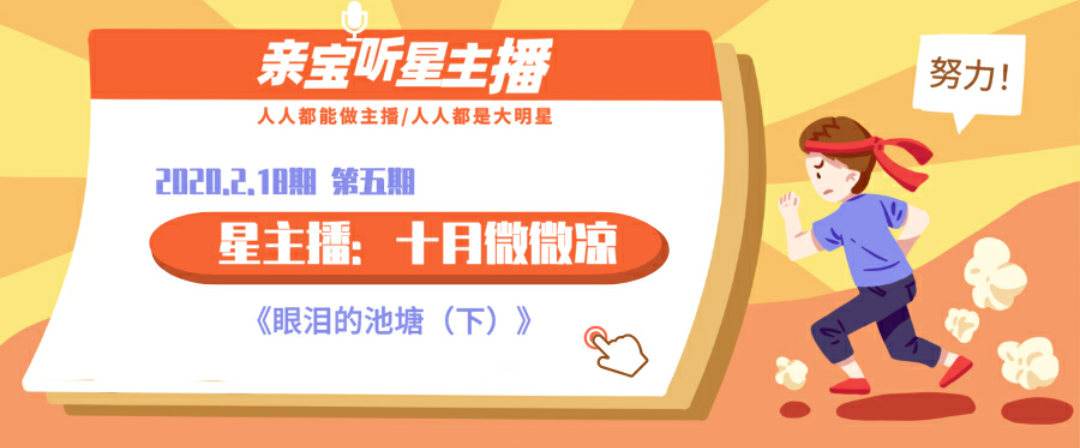 亲宝听星主播
人人都能做主播/人人都是大明星
努力!
2020.2.18期 第五期
星主播：十月微微凉
《眼泪的池塘（下）》